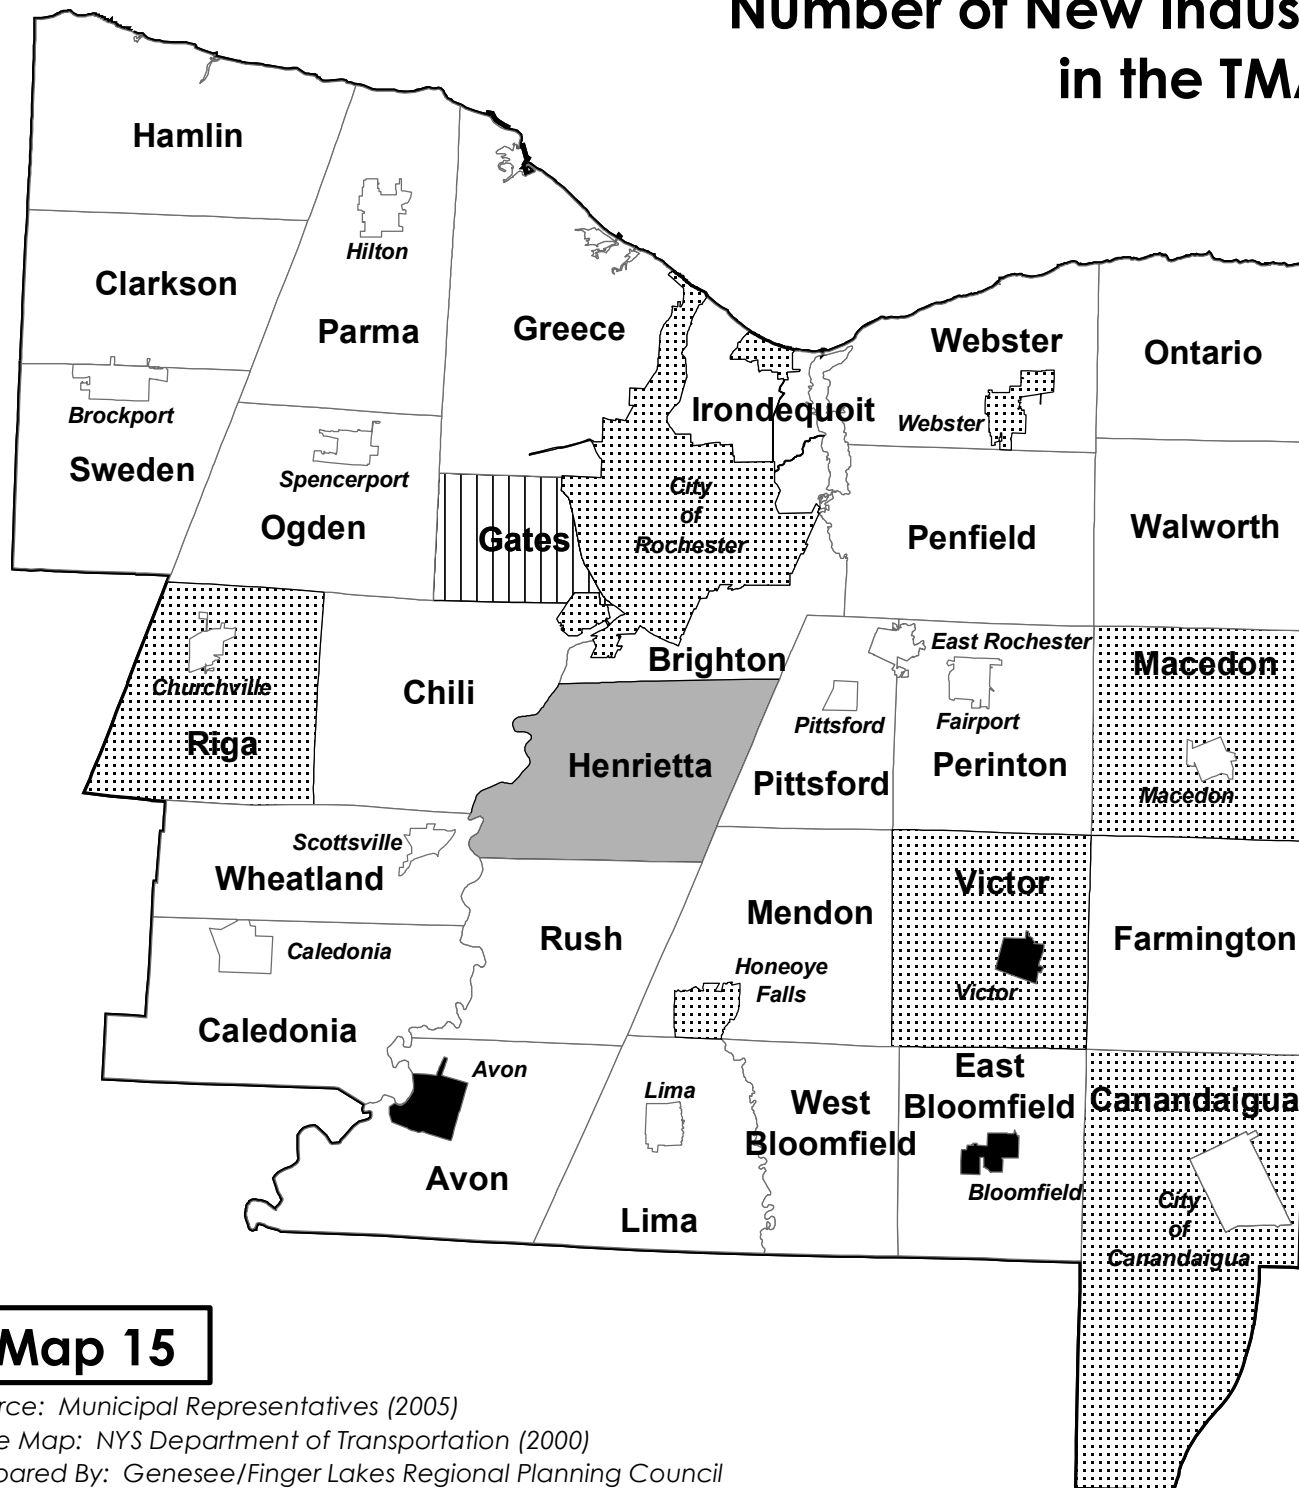 Number of New Indus
in the TMA
Hamlin
Hilton
Clarkson
Parma
Greece
Webster
Ontario
Brockport
Irondequoit
Webster
Sweden
Spencerport
City
of
Rochester
Ogden
Gates
Penfield
Walworth
East Rochester
Brighton
Macedon
Churchville
Chili
Pittsford
Fairport
Riga
Henrietta
Pittsford
Perinton
Macedon
Scottsville
Wheatland
Victor
Mendon
Rush
Farmington
Caledonia
Honeoye
Falls
Victor
Caledonia
Avon
East
Bloomfield
Lima
West
Bloomfield
Canandaigua
Avon
Bloomfield
City
of
Canandaigua
Lima
Map 15
rce: Municipal Representatives (2005)
e Map: NYS Department of Transportation (2000)
pared By: Genesee/Finger Lakes Regional Planning Council